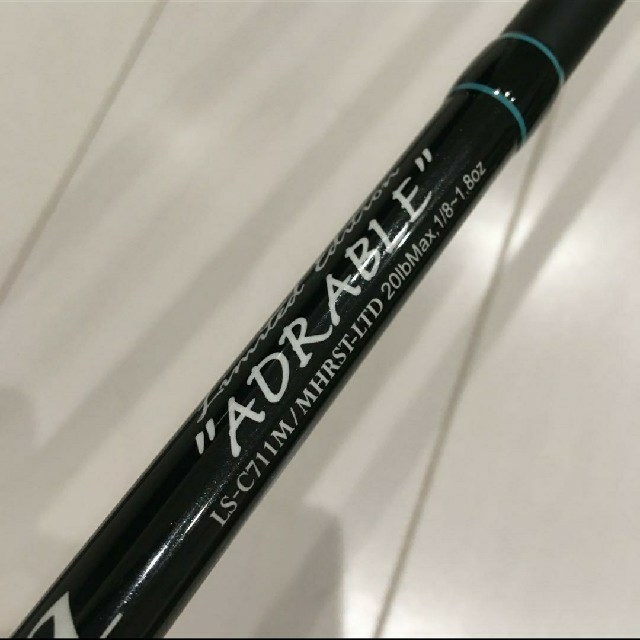 Limited Edition
"ADRABLE"
LS-C711M/MHRST-LTD 20lbMax.1/8~1.8oz